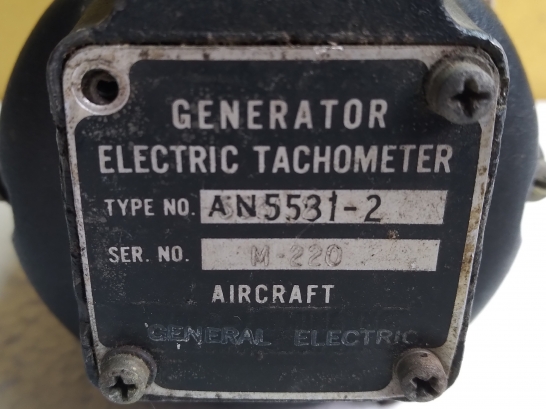 GENERATOR
ELECTRIC TACHOMETER
TYPE NO. AN5531-2
SER. NO. M-220
AIRCRAFT
GENERAL ELECTRIC